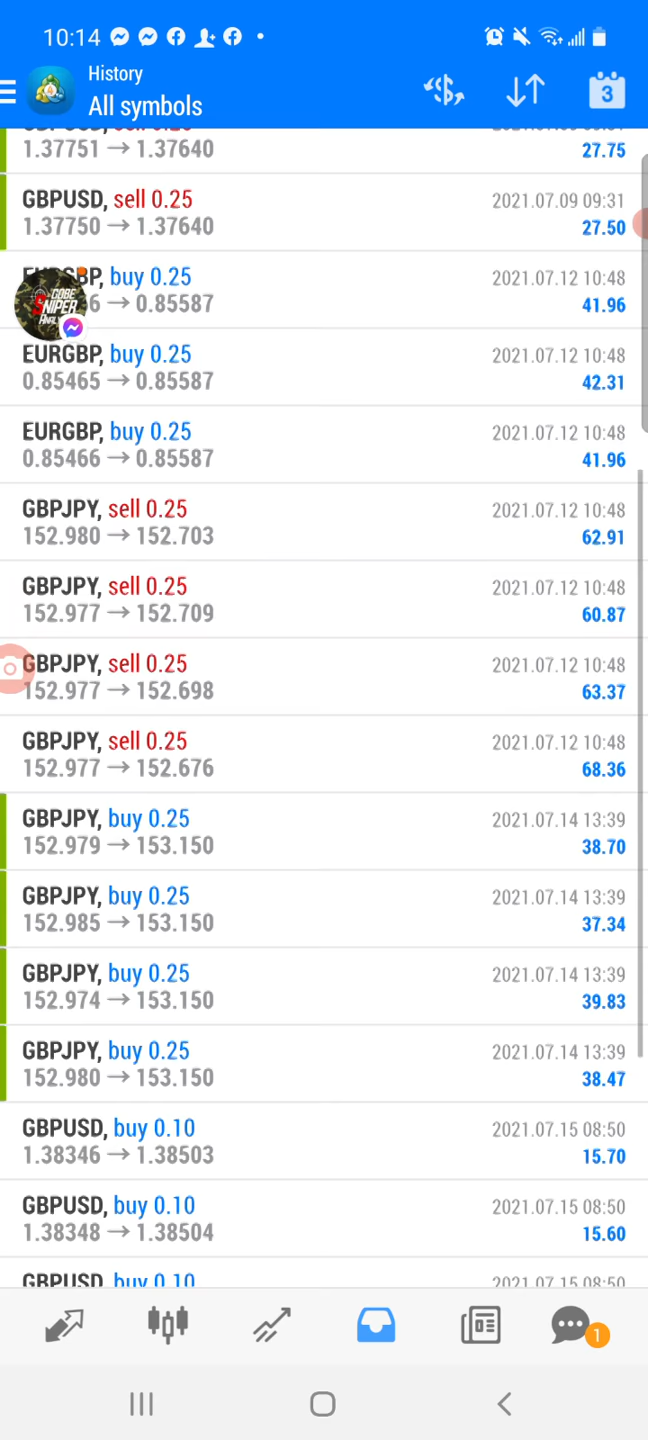 10:14
History
All symbols
3
1.37751 → 1.37640
27.75
GBPUSD, sell 0.25
2021.07.09 09:31
1.37750 → 1.37640
27.50
buy 0.25
2021.07.12 10:48
→ 0.85587
41.96
EURGBP, buy 0.25
2021.07.12 10:48
0.85465 → 0.85587
42.31
EURGBP, buy 0.25
2021.07.12 10:48
0.85466 → 0.85587
41.96
GBPJPY, sell 0.25
2021.07.12 10:48
152.980 → 152.703
62.91
GBPJPY, sell 0.25
2021.07.12 10:48
152.977 → 152.709
60.87
GBPJPY, sell 0.25
2021.07.12 10:48
152.977 → 152.698
63.37
GBPJPY, sell 0.25
2021.07.12 10:48
152.977 → 152.676
68.36
GBPJPY, buy 0.25
2021.07.14 13:39
152.979 → 153.150
38.70
GBPJPY, buy 0.25
2021.07.14 13:39
152.985 → 153.150
37.34
GBPJPY, buy 0.25
2021.07.14 13:39
152.974 → 153.150
39.83
GBPJPY, buy 0.25
2021.07.14 13:39
152.980 → 153.150
38.47
GBPUSD, buy 0.10
2021.07.15 08:50
1.38346 → 1.38503
15.70
GBPUSD, buy 0.10
2021.07.15 08:50
1.38348 → 1.38504
15.60
GBPUSD, buy 0.10
2021.07.15 08:50
1